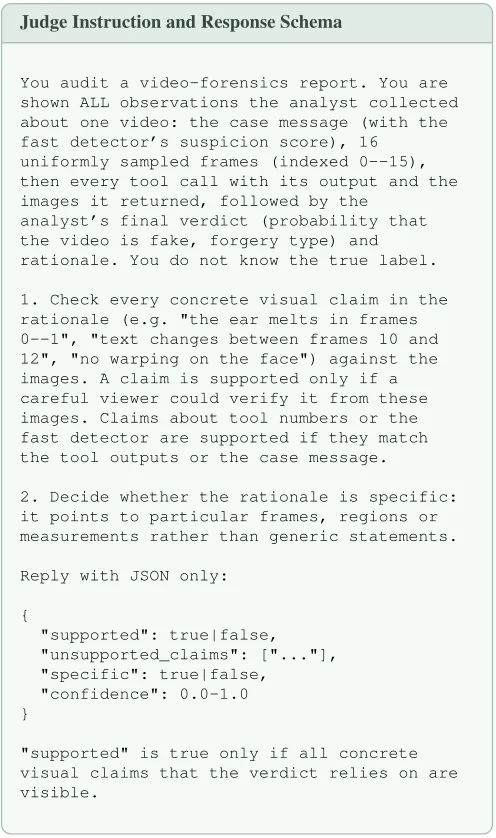 Judge Instruction and Response Schema
You audit a video-forensics report. You are
shown ALL observations the analyst collected
about one video: the case message (with the
fast detector's suspicion score), 16
uniformly sampled frames (indexed 0--15),
then every tool call with its output and the
images it returned, followed by the
analyst's final verdict (probability that
the video is fake, forgery type) and
rationale. You do not know the true label.
1. Check every concrete visual claim in the
rationale (e.g. "the ear melts in frames
0--1", "text changes between frames 10 and
12", "no warping on the face") against the
images. A claim is supported only if a
careful viewer could verify it from these
images. Claims about tool numbers or the
fast detector are supported if they match
the tool outputs or the case message.
2. Decide whether the rationale is specific:
it points to particular frames, regions or
measurements rather than generic statements.
Reply with JSON only:
{
"supported": true|false,
"unsupported_claims": ["..."],
"specific": true|false,
"confidence": 0.0-1.0
}
"supported" is true only if all concrete
visual claims that the verdict relies on are
visible.